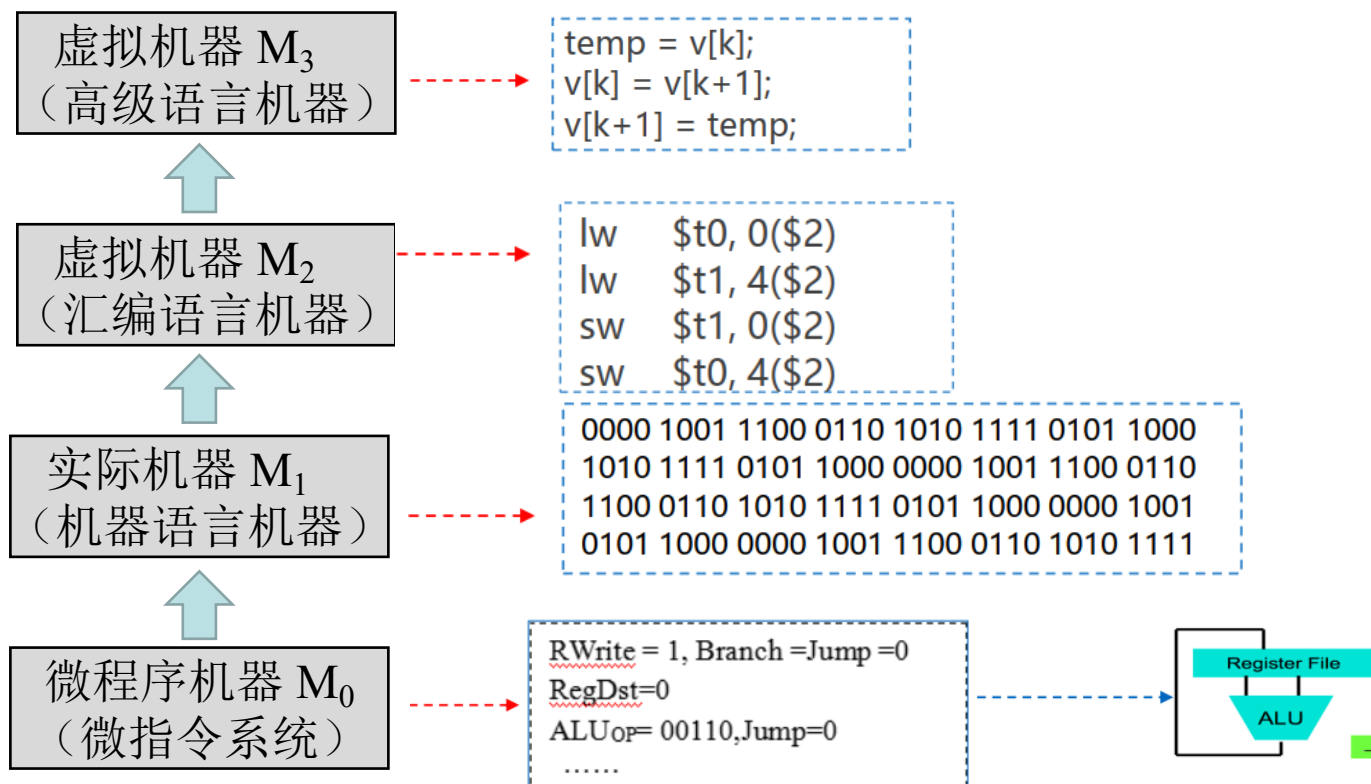 虚拟机器 M₃
（高级语言机器）
temp = v[k];
v[k] = v[k+1];
v[k+1] = temp;
虚拟机器 M₂
（汇编语言机器）
lw $t0, 0($2)
lw $t1, 4($2)
sw $t1, 0($2)
sw $t0, 4($2)
实际机器 M₁
（机器语言机器）
0000 1001 1100 0110 1010 1111 0101 1000
1010 1111 0101 1000 0000 1001 1100 0110
1100 0110 1010 1111 0101 1000 0000 1001
0101 1000 0000 1001 1100 0110 1010 1111
微程序机器 M₀
（微指令系统）
RWrite = 1, Branch =Jump =0
RegDst=0
ALUOP= 00110,Jump=0
……
Register File
ALU